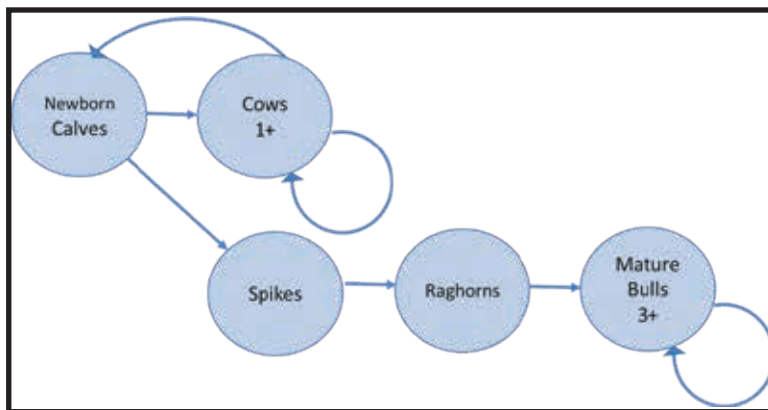 Newborn
Calves
Cows
1+
Spikes
Raghorns
Mature
Bulls
3+